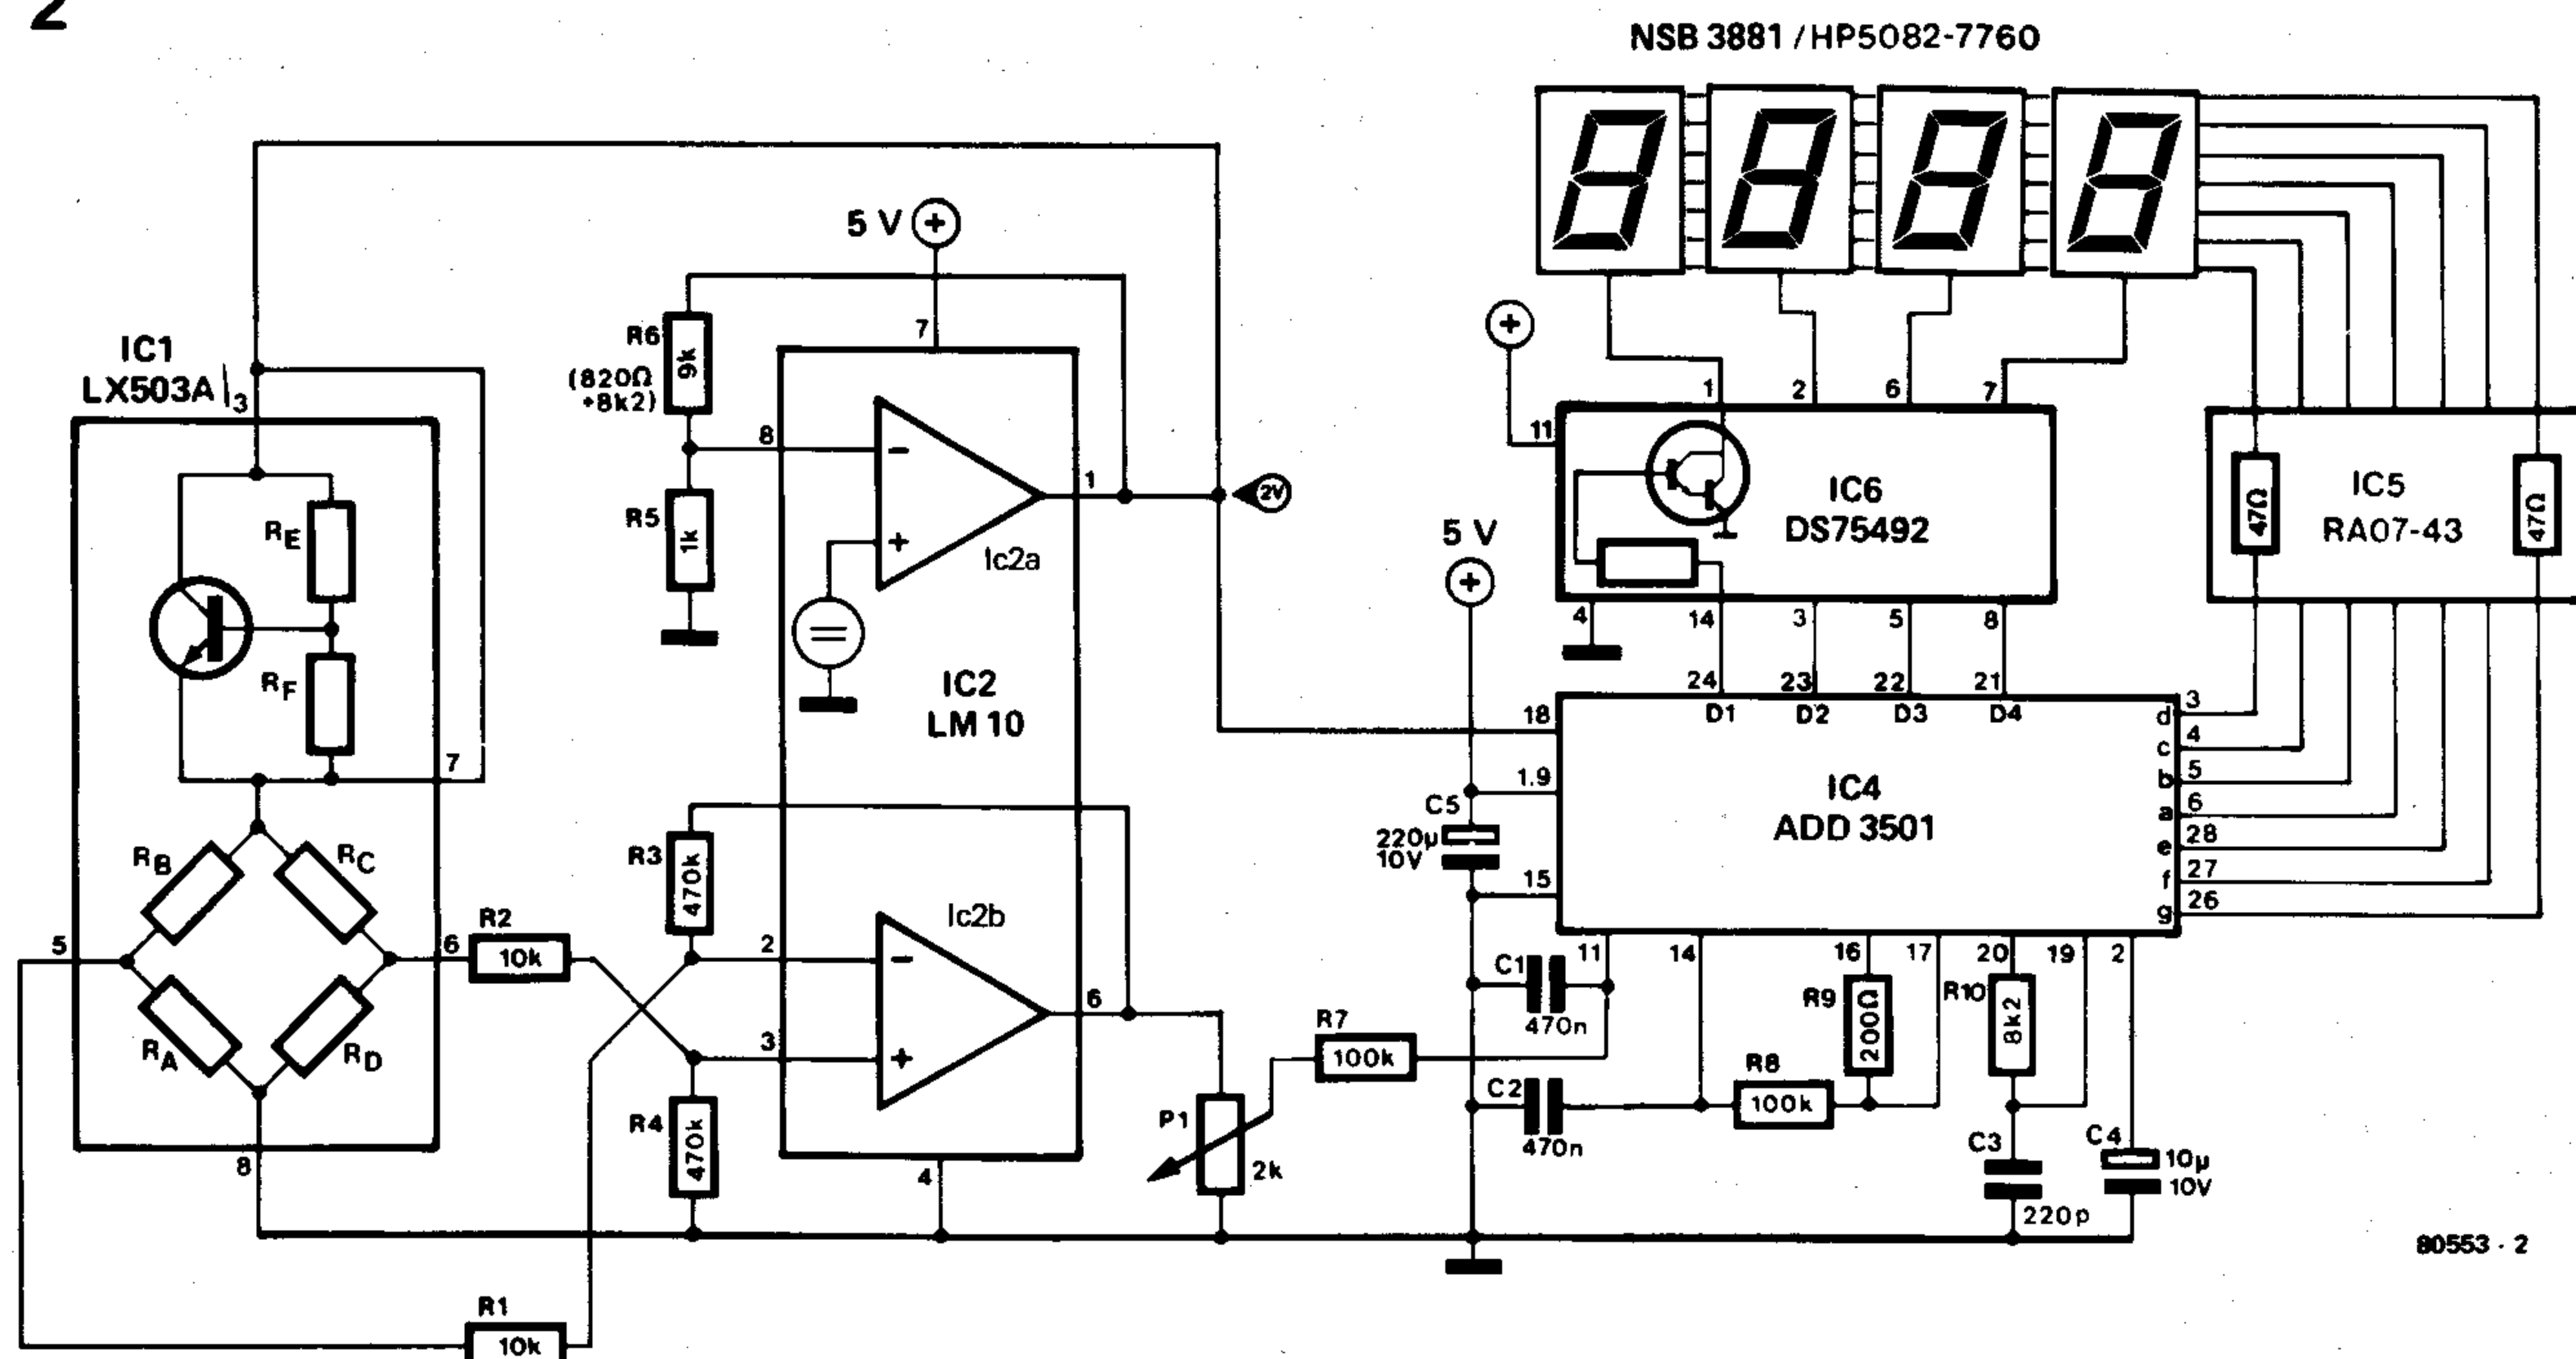 2
NSB 3881 / HP5082-7760
5 V
+
IC1
LX503A
3
R6
9k
(820Ω
+8k2)
7
8
−
+
1
Ic2a
2V
R5
1k
=
IC2
LM 10
RE
RF
7
RB
RC
RA
RD
5
6
8
R2
10k
R1
10k
R3
470k
R4
470k
2
3
−
+
Ic2b
6
4
P1
2k
+
11
1
2
6
7
IC6
DS75492
4
14
3
5
8
IC5
RA07-43
47Ω
47Ω
5 V
+
24
23
22
21
D1
D2
D3
D4
18
1.9
15
IC4
ADD 3501
d 3
c 4
b 5
a 6
e 28
f 27
g 26
C5
220µ
10V
11
14
16
17
20
19
2
C1
470n
R7
100k
C2
470n
R8
100k
R9
200Ω
R10
8k2
C3
220p
C4
10µ
10V
80553 - 2